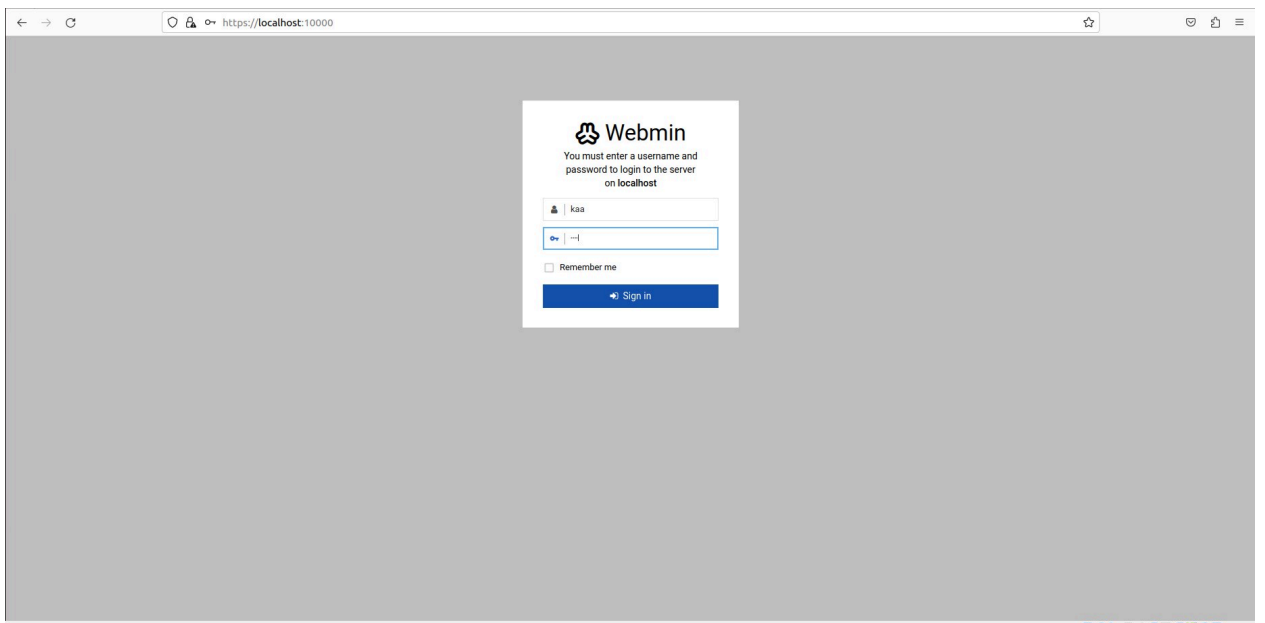 https://localhost:10000
Webmin
You must enter a username and
password to login to the server
on localhost
kaa
Remember me
Sign in